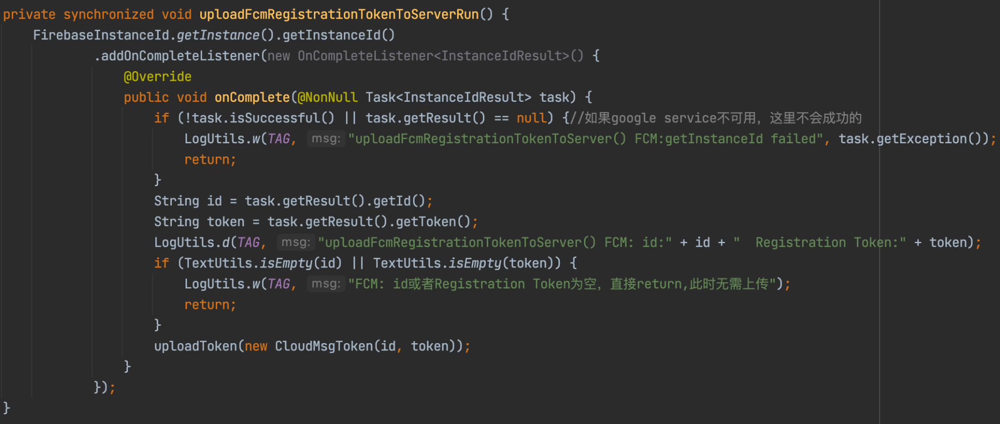 private synchronized void uploadFcmRegistrationTokenToServerRun() {
FirebaseInstanceId.getInstance().getInstanceId()
.addOnCompleteListener(new OnCompleteListener<InstanceIdResult>() {
@Override
public void onComplete(@NonNull Task<InstanceIdResult> task) {
if (!task.isSuccessful() || task.getResult() == null) {//如果google service不可用，这里不会成功的
LogUtils.w(TAG, msg: "uploadFcmRegistrationTokenToServer() FCM:getInstanceId failed", task.getException());
return;
}
String id = task.getResult().getId();
String token = task.getResult().getToken();
LogUtils.d(TAG, msg: "uploadFcmRegistrationTokenToServer() FCM: id:" + id + "  Registration Token:" + token);
if (TextUtils.isEmpty(id) || TextUtils.isEmpty(token)) {
LogUtils.w(TAG, msg: "FCM: id或者Registration Token为空，直接return,此时无需上传");
return;
}
uploadToken(new CloudMsgToken(id, token));
}
});
}